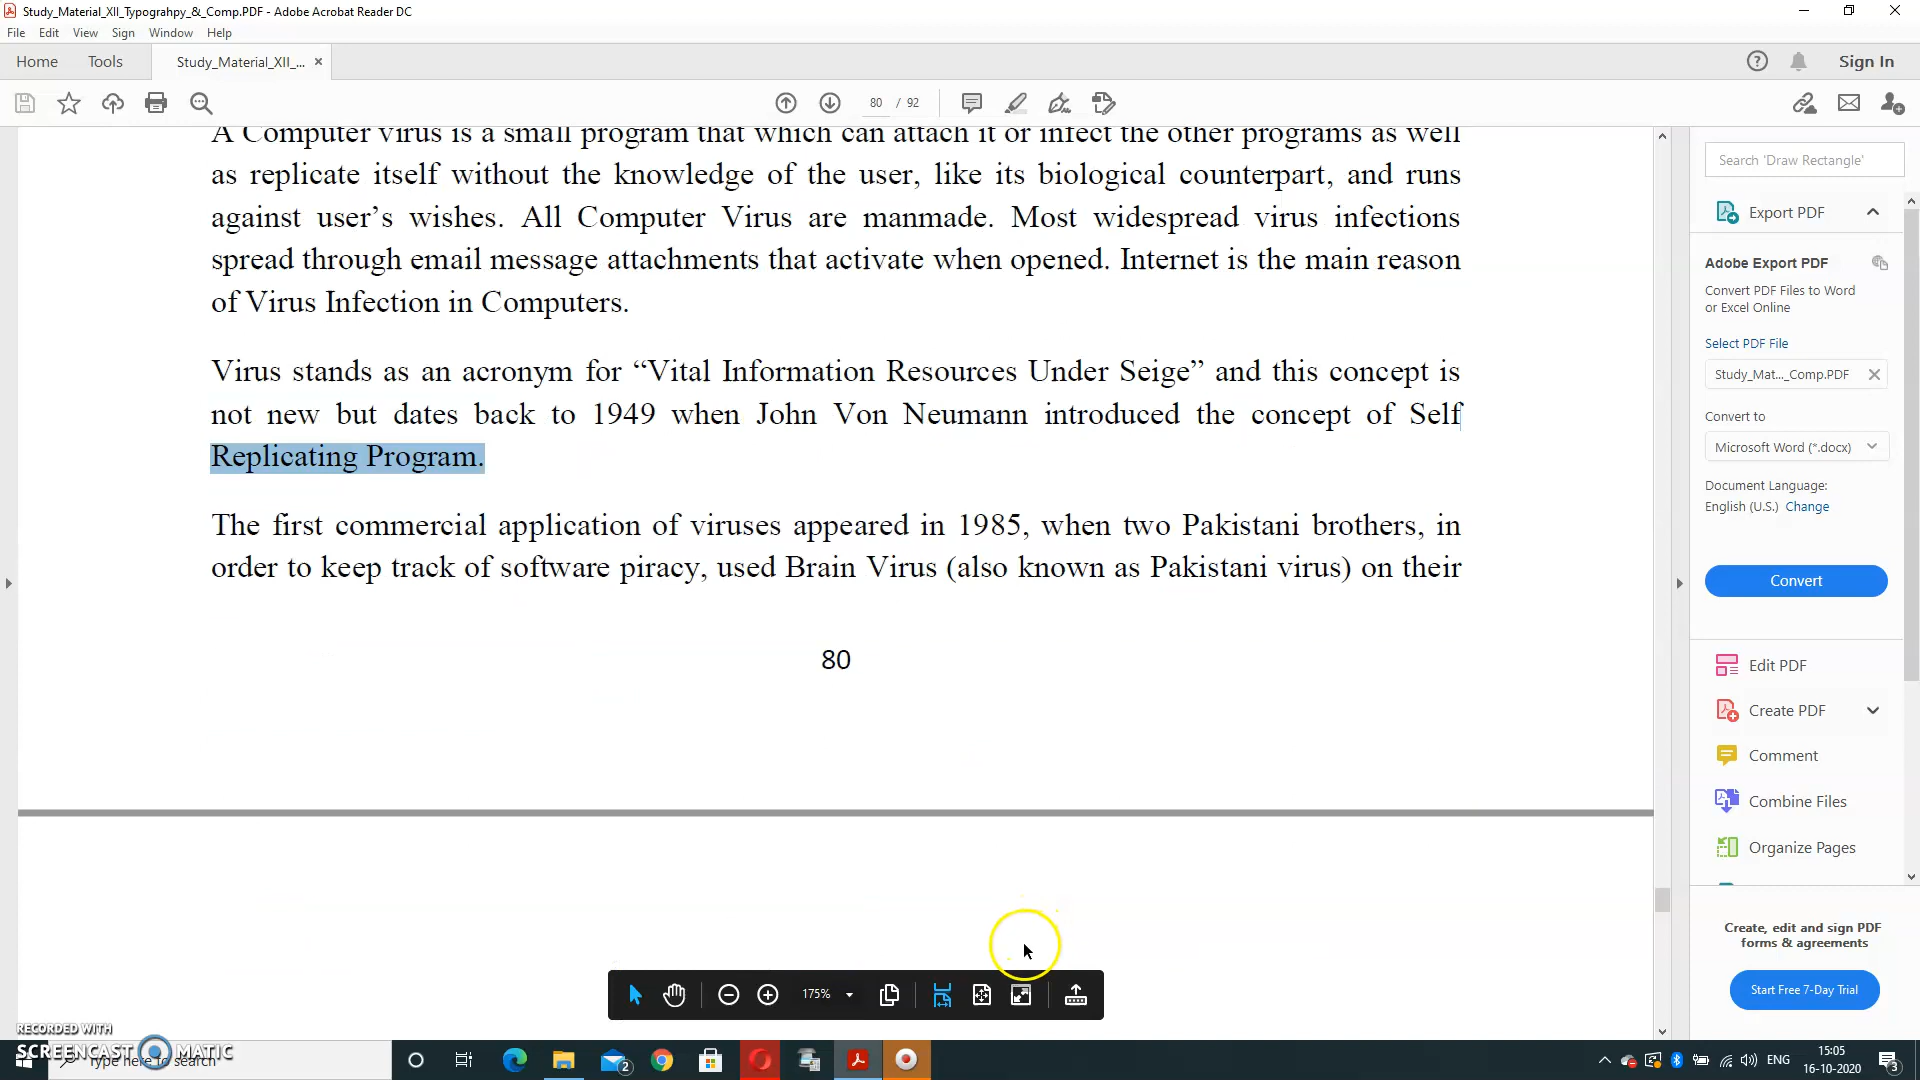 Study_Material_XII_Typograhpy_&_Comp.PDF - Adobe Acrobat Reader DC
File Edit View Sign Window Help
Home Tools Study_Material_XII_... × Sign In
80 / 92
A Computer virus is a small program that which can attach it or infect the other programs as well
as replicate itself without the knowledge of the user, like its biological counterpart, and runs
against user’s wishes. All Computer Virus are manmade. Most widespread virus infections
spread through email message attachments that activate when opened. Internet is the main reason
of Virus Infection in Computers.
Virus stands as an acronym for “Vital Information Resources Under Seige” and this concept is
not new but dates back to 1949 when John Von Neumann introduced the concept of Self
Replicating Program.
The first commercial application of viruses appeared in 1985, when two Pakistani brothers, in
order to keep track of software piracy, used Brain Virus (also known as Pakistani virus) on their
80
175%
Search 'Draw Rectangle'
Export PDF
Adobe Export PDF
Convert PDF Files to Word
or Excel Online
Select PDF File
Study_Mat..._Comp.PDF
Convert to
Microsoft Word (*.docx)
Document Language:
English (U.S.) Change
Convert
Edit PDF
Create PDF
Comment
Combine Files
Organize Pages
Create, edit and sign PDF
forms & agreements
Start Free 7-Day Trial
RECORDED WITH
SCREENCAST MATIC
Type here to search
2
ENG
15:05
16-10-2020
3